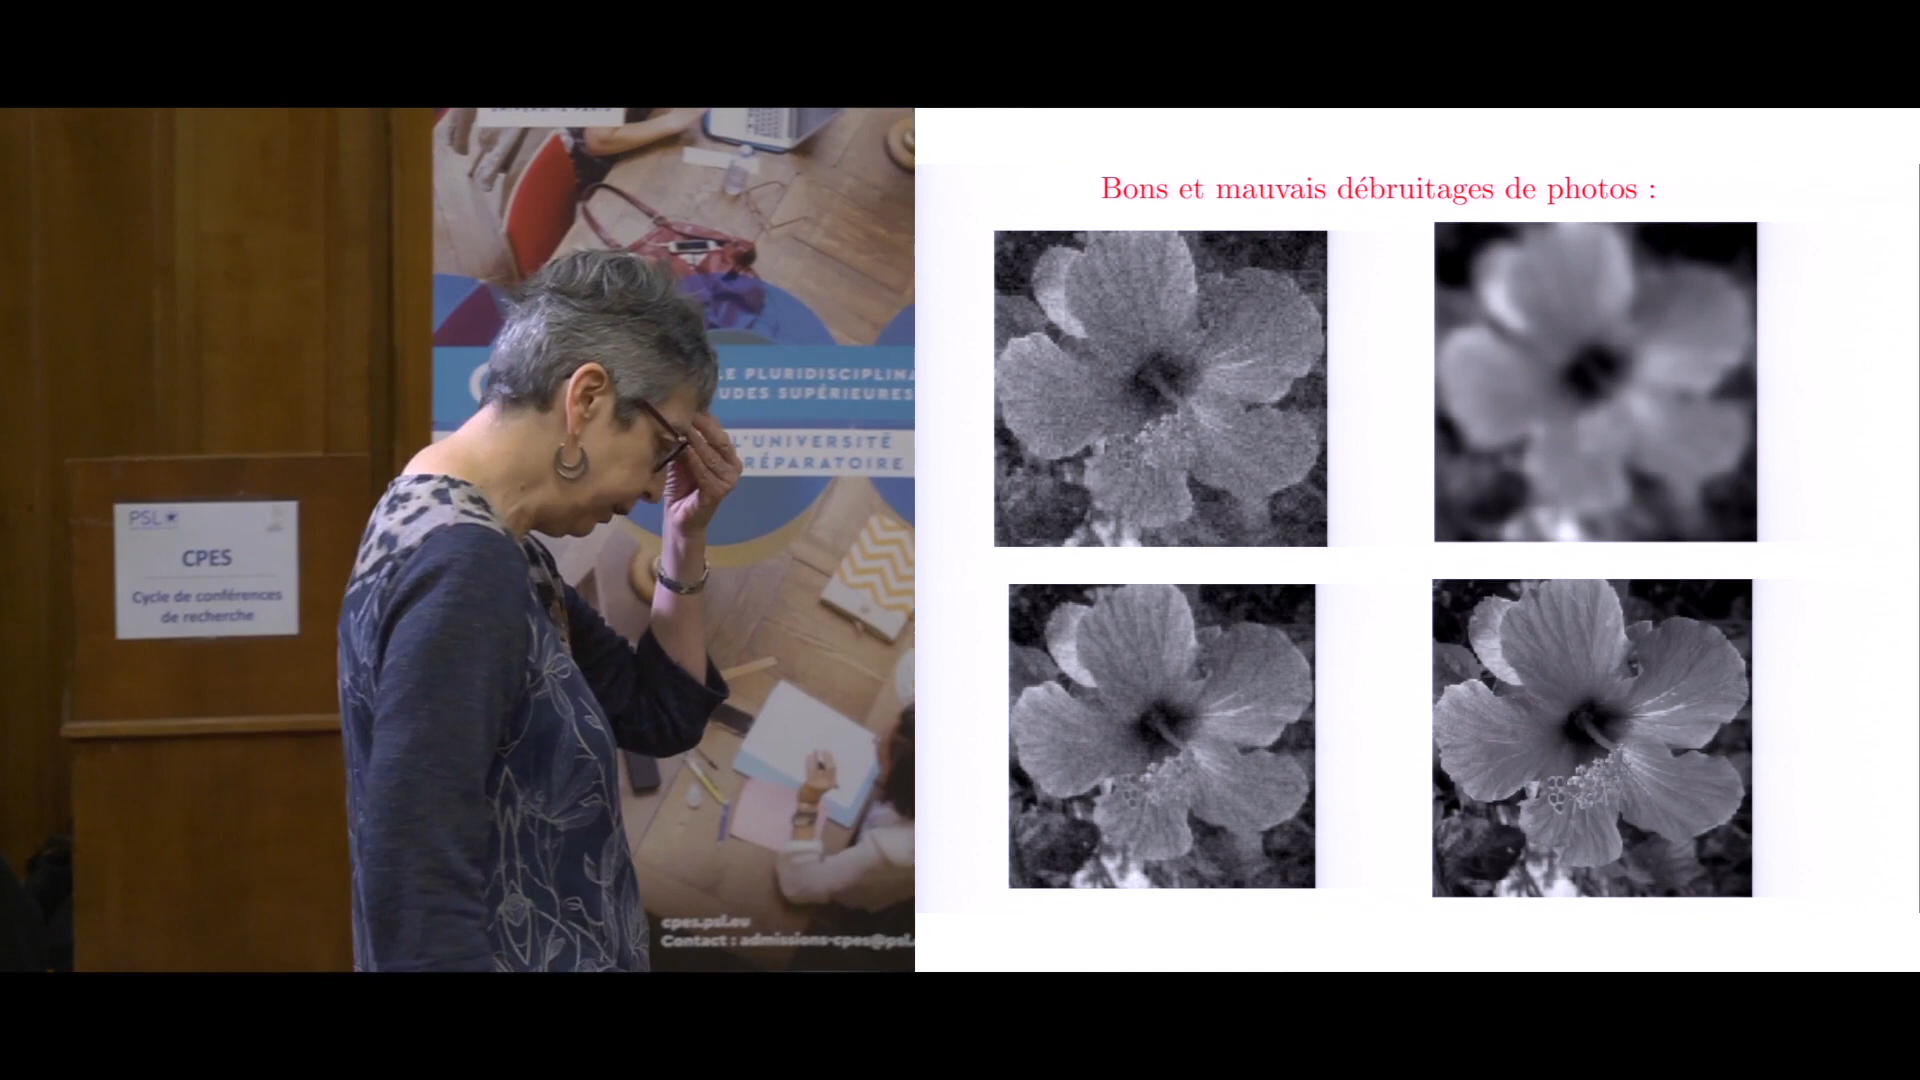 LE PLURIDISCIPLINA
UDES SUPÉRIEURES
L'UNIVERSITÉ
RÉPARATOIRE
PSL
CPES
Cycle de conférences
de recherche
cpes.psl.eu
Contact : admissions-cpes@psl.
Bons et mauvais débruitages de photos :